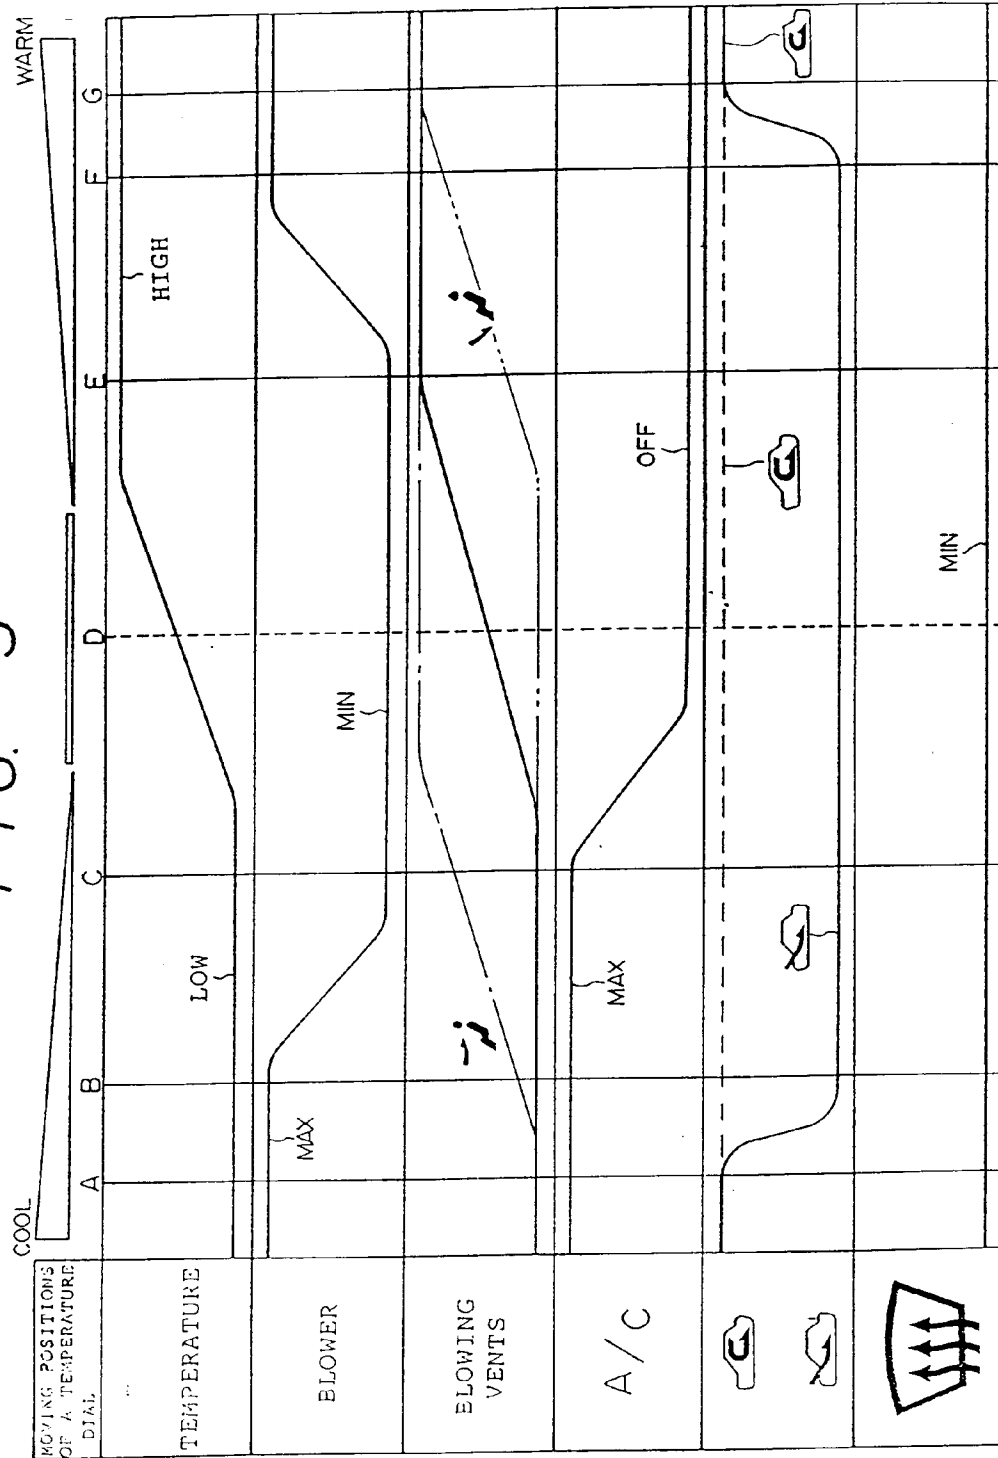 COOL
WARM
MOVING POSITIONS
OF A TEMPERATURE
DIAL
A
B
C
D
E
F
G
TEMPERATURE
LOW
HIGH
BLOWER
MAX
MIN
BLOWING
VENTS
A/C
MAX
OFF
MIN